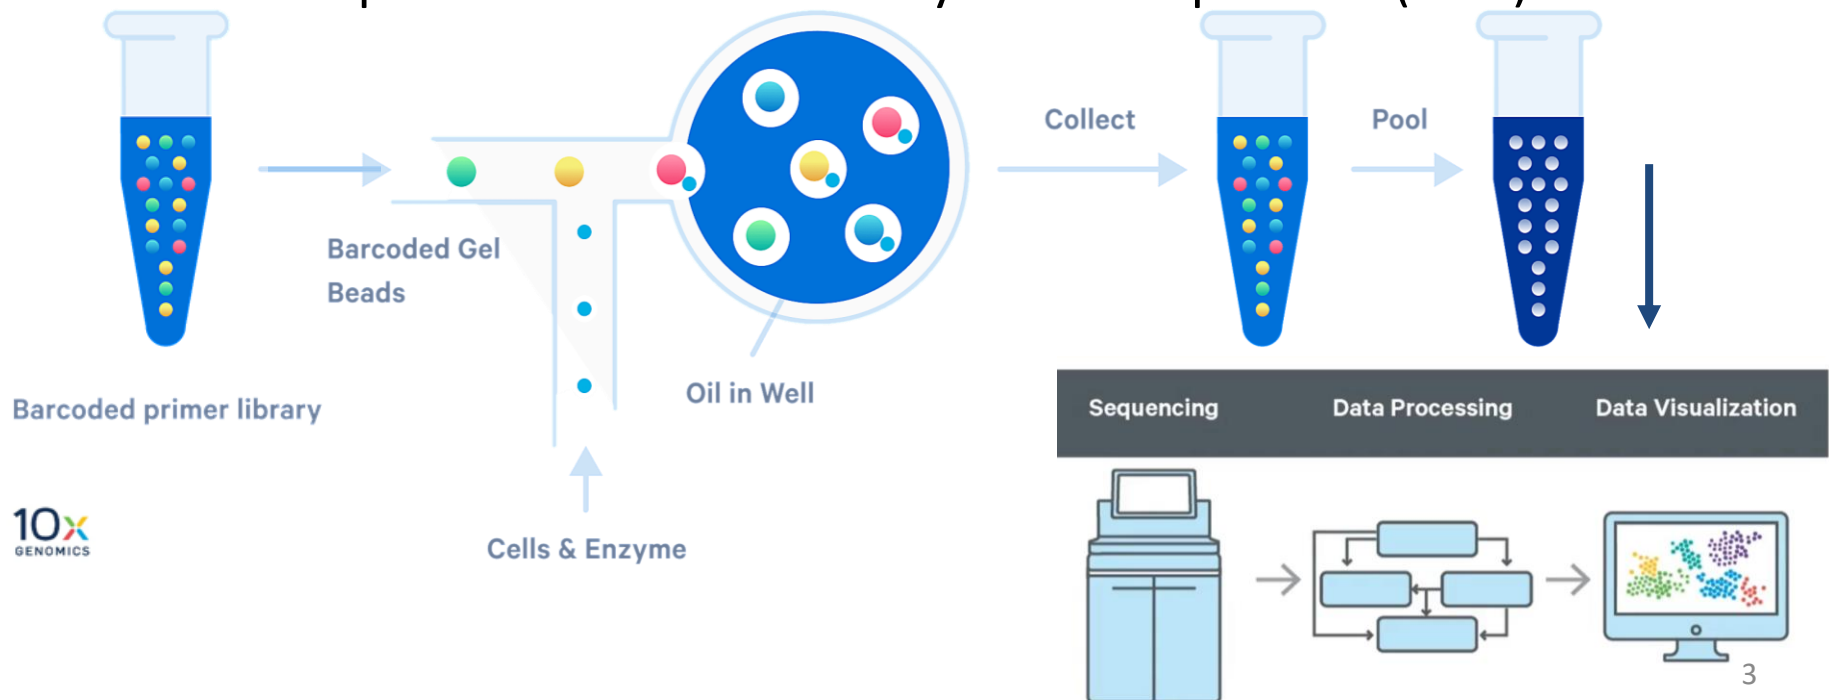 Collect
Pool
Barcoded Gel
Beads
Oil in Well
Barcoded primer library
Cells & Enzyme
Sequencing
Data Processing
Data Visualization
10x
GENOMICS
3